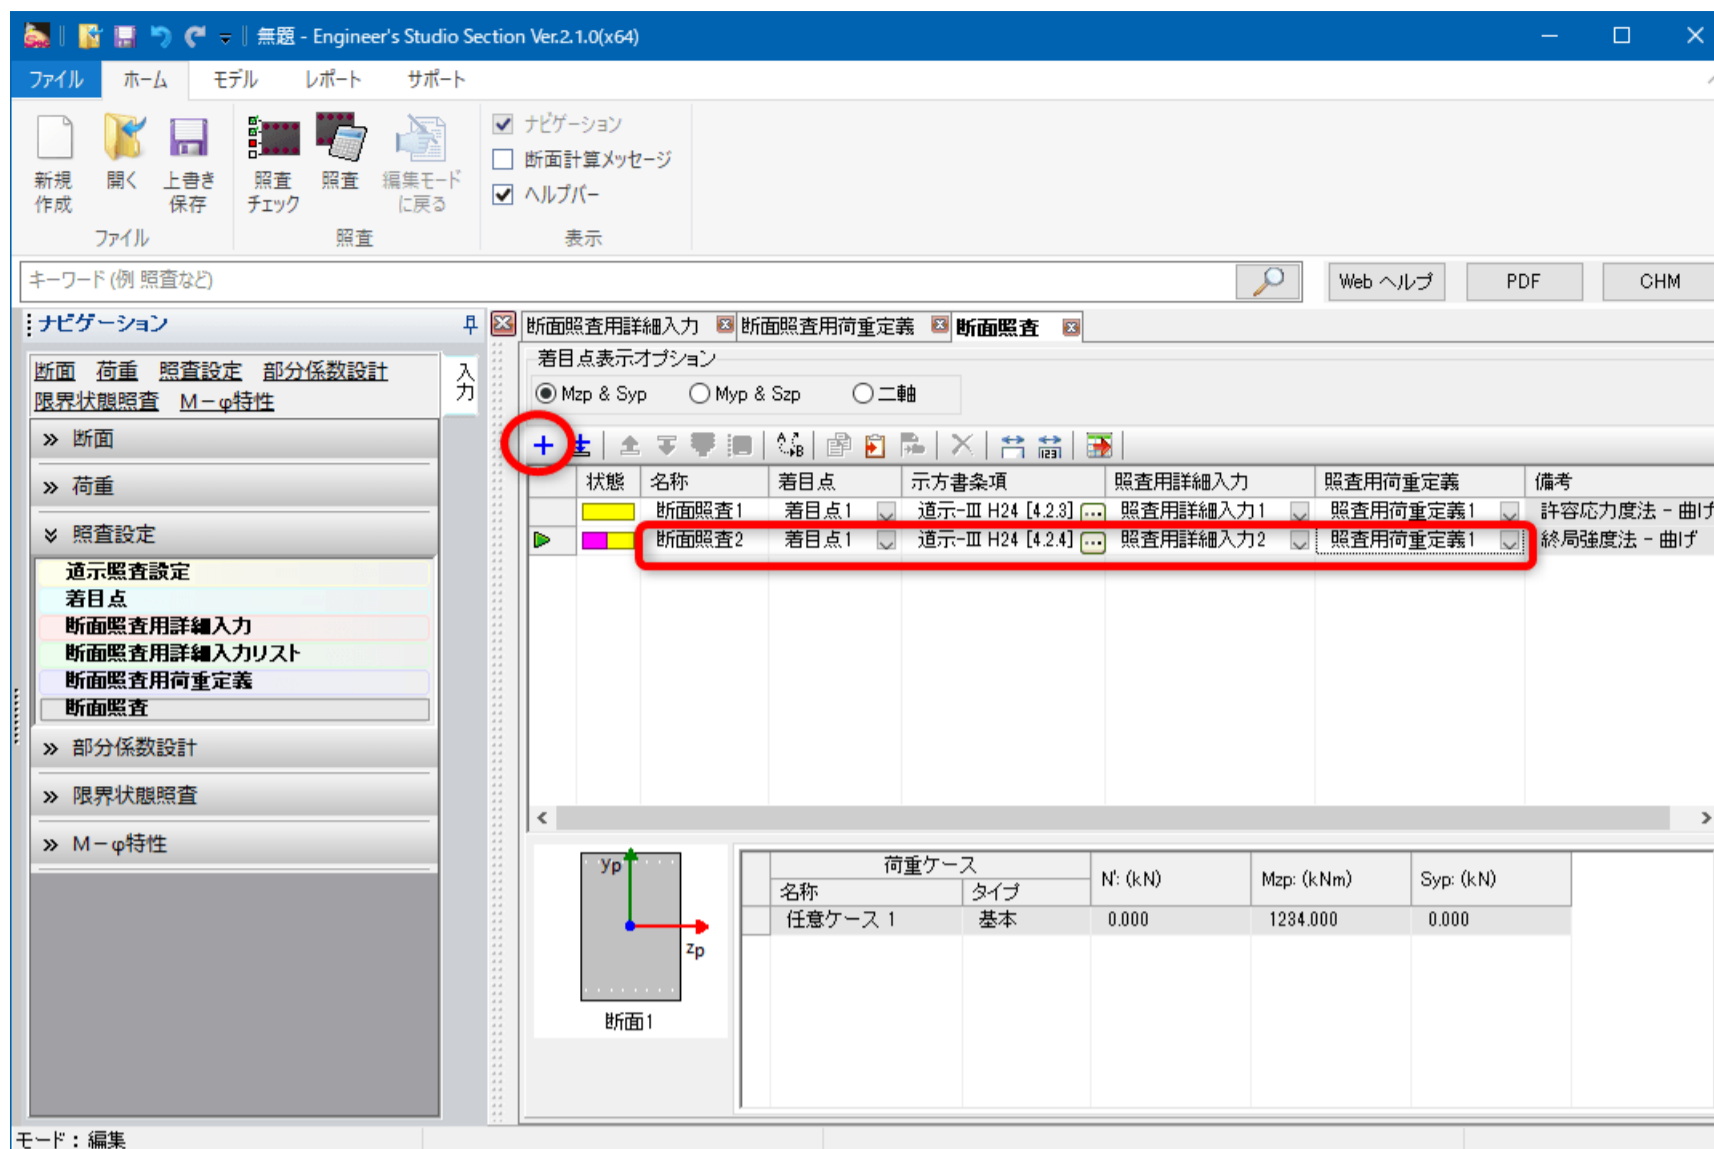 無題 - Engineer's Studio Section Ver.2.1.0(x64)
ファイル ホーム モデル レポート サポート
新規作成 開く 上書き保存 照査チェック 照査 編集モードに戻る
ナビゲーション
断面計算メッセージ
ヘルプバー
ファイル 照査 表示
キーワード (例 照査など) Web ヘルプ PDF CHM
ナビゲーション
断面 荷重 照査設定 部分係数設計
限界状態照査 M－φ特性
入力
断面
荷重
照査設定
道示照査設定
着目点
断面照査用詳細入力
断面照査用詳細入力リスト
断面照査用荷重定義
断面照査
部分係数設計
限界状態照査
M－φ特性
断面照査用詳細入力 断面照査用荷重定義 断面照査
着目点表示オプション
Mzp & Syp Myp & Szp 二軸
状態 名称 着目点 示方書条項 照査用詳細入力 照査用荷重定義 備考
断面照査1 着目点1 道示-Ⅲ H24 [4.2.3] 照査用詳細入力1 照査用荷重定義1 許容応力度法 - 曲げ
断面照査2 着目点1 道示-Ⅲ H24 [4.2.4] 照査用詳細入力2 照査用荷重定義1 終局強度法 - 曲げ
yp
zp
断面1
荷重ケース N': (kN) Mzp: (kNm) Syp: (kN)
名称 タイプ
任意ケース 1 基本 0.000 1234.000 0.000
モード：編集